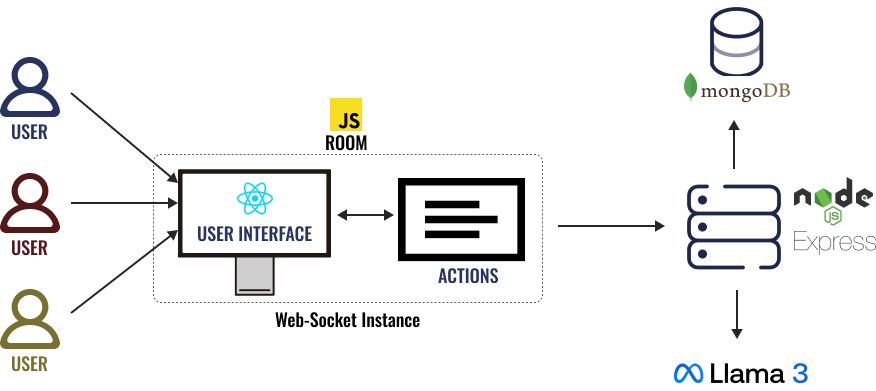 USER
USER
USER
JS
ROOM
USER INTERFACE
ACTIONS
Web-Socket Instance
mongoDB
node
JS
Express
Llama 3